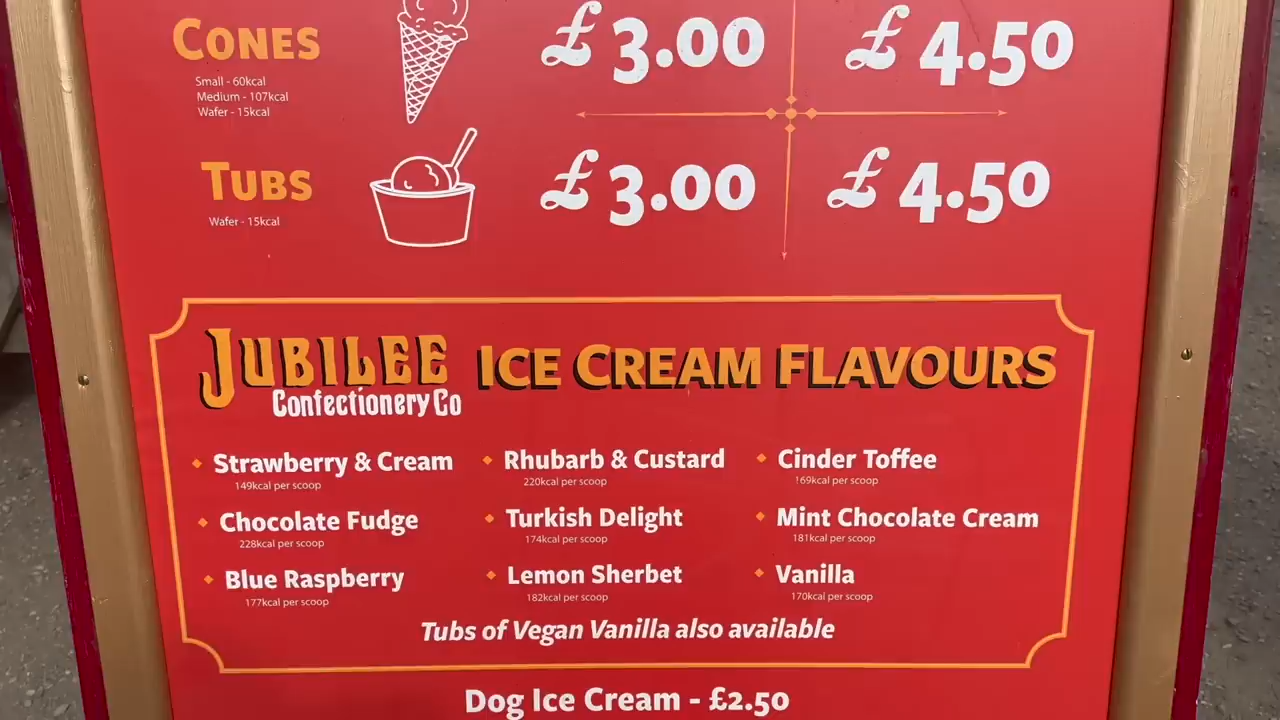 CONES £3.00 £4.50
Small - 60kcal
Medium - 107kcal
Wafer - 15kcal
TUBS £3.00 £4.50
Wafer - 15kcal
JUBILEE ICE CREAM FLAVOURS
Confectionery Co
Strawberry & Cream Rhubarb & Custard Cinder Toffee
149kcal per scoop 220kcal per scoop 169kcal per scoop
Chocolate Fudge Turkish Delight Mint Chocolate Cream
228kcal per scoop 174kcal per scoop 181kcal per scoop
Blue Raspberry Lemon Sherbet Vanilla
177kcal per scoop 182kcal per scoop 170kcal per scoop
Tubs of Vegan Vanilla also available
Dog Ice Cream - £2.50